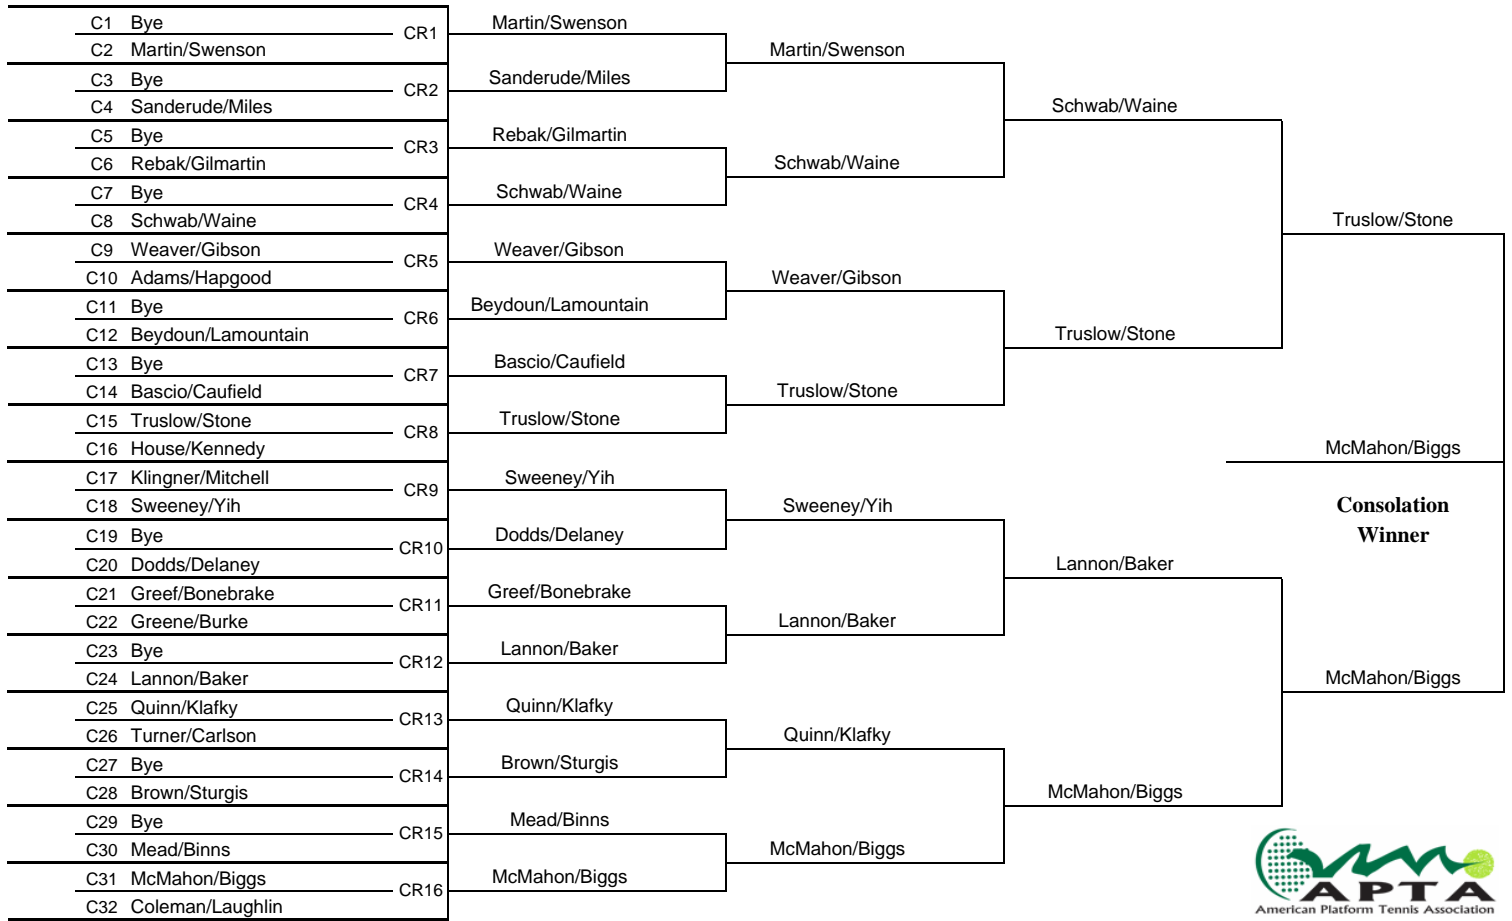 C1 Bye
CR1
C2 Martin/Swenson
C3 Bye
CR2
C4 Sanderude/Miles
C5 Bye
CR3
C6 Rebak/Gilmartin
C7 Bye
CR4
C8 Schwab/Waine
C9 Weaver/Gibson
CR5
C10 Adams/Hapgood
C11 Bye
CR6
C12 Beydoun/Lamountain
C13 Bye
CR7
C14 Bascio/Caufield
C15 Truslow/Stone
CR8
C16 House/Kennedy
C17 Klingner/Mitchell
CR9
C18 Sweeney/Yih
C19 Bye
CR10
C20 Dodds/Delaney
C21 Greef/Bonebrake
CR11
C22 Greene/Burke
C23 Bye
CR12
C24 Lannon/Baker
C25 Quinn/Klafky
CR13
C26 Turner/Carlson
C27 Bye
CR14
C28 Brown/Sturgis
C29 Bye
CR15
C30 Mead/Binns
C31 McMahon/Biggs
CR16
C32 Coleman/Laughlin
Martin/Swenson
Sanderude/Miles
Rebak/Gilmartin
Schwab/Waine
Weaver/Gibson
Beydoun/Lamountain
Bascio/Caufield
Truslow/Stone
Sweeney/Yih
Dodds/Delaney
Greef/Bonebrake
Lannon/Baker
Quinn/Klafky
Brown/Sturgis
Mead/Binns
McMahon/Biggs
Martin/Swenson
Schwab/Waine
Weaver/Gibson
Truslow/Stone
Sweeney/Yih
Lannon/Baker
Quinn/Klafky
McMahon/Biggs
Schwab/Waine
Truslow/Stone
Lannon/Baker
McMahon/Biggs
Truslow/Stone
McMahon/Biggs
Consolation
Winner
McMahon/Biggs
APTA
American Platform Tennis Association